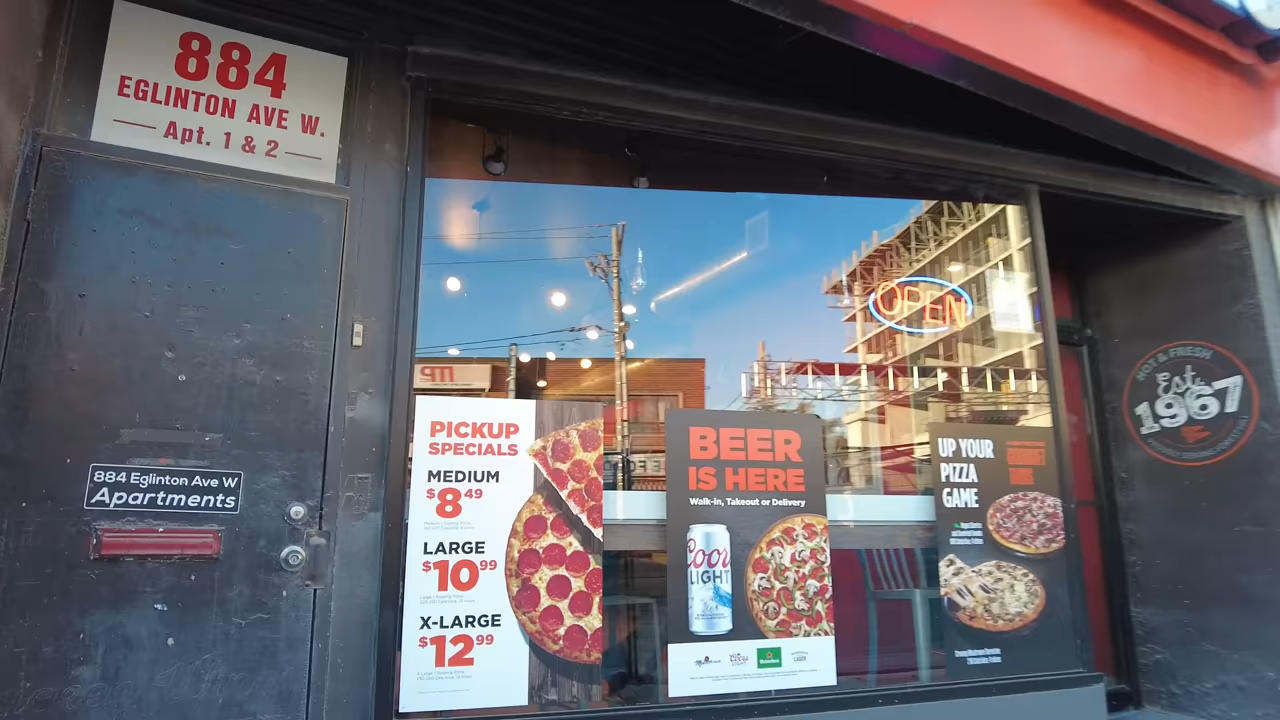 884
EGLINTON AVE W.
Apt. 1 & 2
884 Eglinton Ave W
Apartments
OPEN
PICKUP
SPECIALS
MEDIUM
$8.49
LARGE
$10.99
X-LARGE
$12.99
BEER
IS HERE
Walk-in, Takeout or Delivery
Coors
LIGHT
Heineken
LAGER
UP YOUR
PIZZA
GAME
HOT & FRESH
Est.
1967